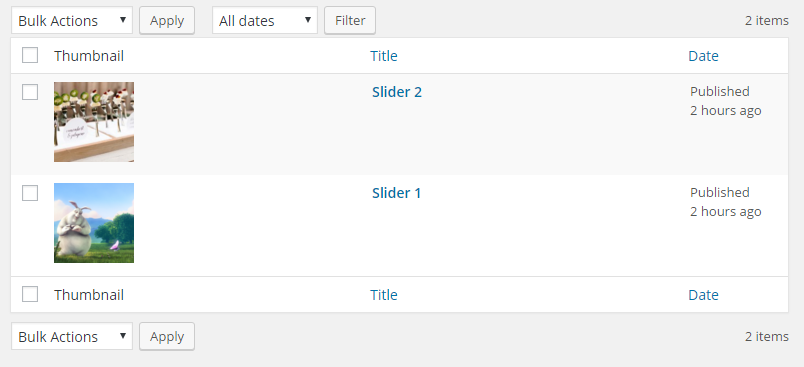 Bulk Actions Apply All dates Filter 2 items
Thumbnail Title Date
Slider 2 Published
2 hours ago
Slider 1 Published
2 hours ago
Thumbnail Title Date
Bulk Actions Apply 2 items